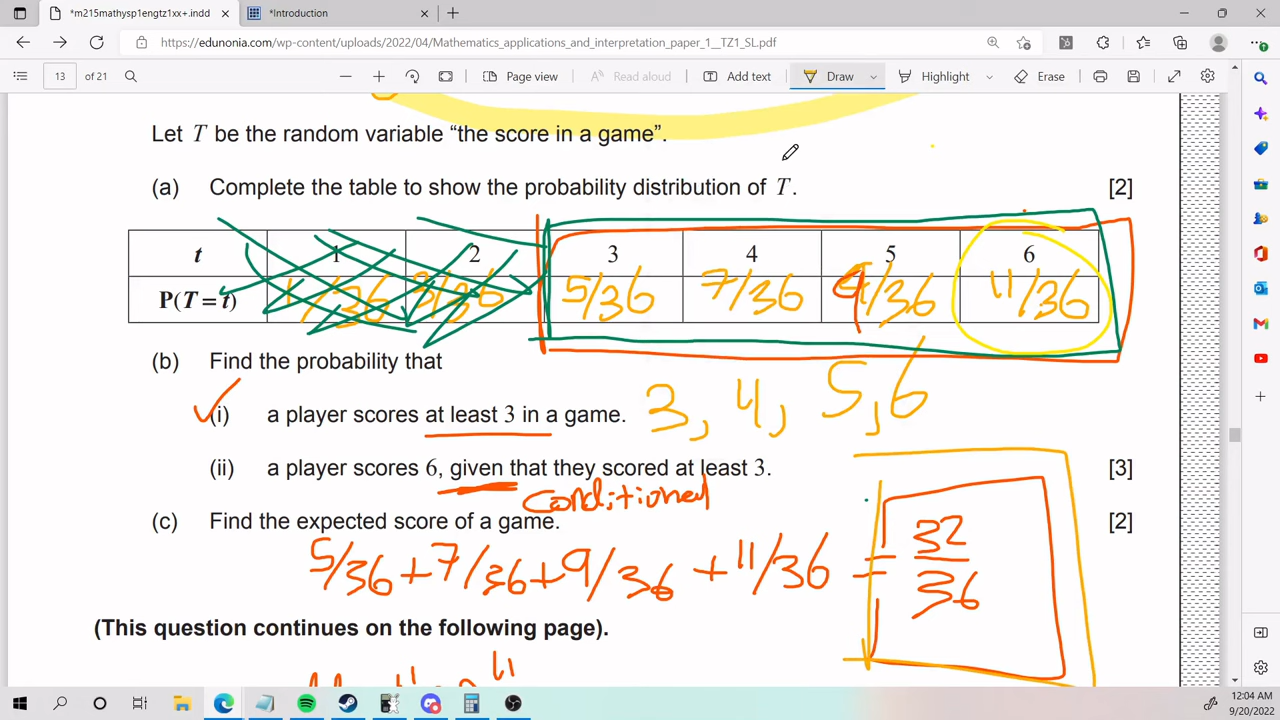 *m215mathysp1engtz1xx+.indd
*Introduction
https://edunonia.com/wp-content/uploads/2022/04/Mathematics_applications_and_interpretation_paper_1__TZ1_SL.pdf
13 of 21
Page view
Read aloud
Add text
Draw
Highlight
Erase
Let T be the random variable “the score in a game”.
(a) Complete the table to show the probability distribution of T. [2]
t 1 2 3 4 5 6
P(T = t) 1/36 3/36 5/36 7/36 9/36 11/36
(b) Find the probability that
(i) a player scores at least 3 in a game. 3, 4, 5, 6
(ii) a player scores 6, given that they scored at least 3. [3]
conditioned
(c) Find the expected score of a game. [2]
5/36 + 7/36 + 9/36 + 11/36 = 32/36
(This question continues on the following page).
11
12:04 AM
9/20/2022